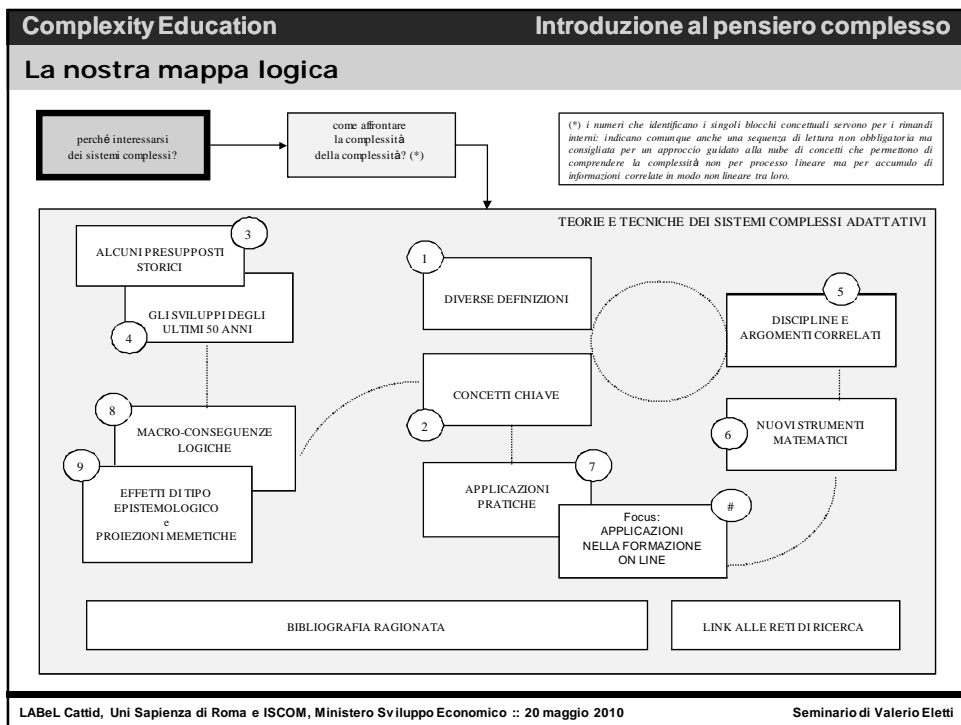 Complexity Education Introduzione al pensiero complesso
La nostra mappa logica
perché interessarsi
dei sistemi complessi?
come affrontare
la complessità
della complessità? (*)
(*) i numeri che identificano i singoli blocchi concettuali servono per i rimandi
interni: indicano comunque anche una sequenza di lettura non obbligatoria ma
consigliata per un approccio guidato alla nube di concetti che permettono di
comprendere la complessità non per processo lineare ma per accumulo di
informazioni correlate in modo non lineare tra loro.
TEORIE E TECNICHE DEI SISTEMI COMPLESSI ADATTATIVI
3
ALCUNI PRESUPPOSTI
STORICI
GLI SVILUPPI DEGLI
ULTIMI 50 ANNI
4
1
DIVERSE DEFINIZIONI
5
DISCIPLINE E
ARGOMENTI CORRELATI
CONCETTI CHIAVE
2
6
NUOVI STRUMENTI
MATEMATICI
8
MACRO-CONSEGUENZE
LOGICHE
9
EFFETTI DI TIPO
EPISTEMOLOGICO
e
PROIEZIONI MEMETICHE
7
APPLICAZIONI
PRATICHE
#
Focus:
APPLICAZIONI
NELLA FORMAZIONE
ON LINE
BIBLIOGRAFIA RAGIONATA
LINK ALLE RETI DI RICERCA
LABeL Cattid, Uni Sapienza di Roma e ISCOM, Ministero Sviluppo Economico :: 20 maggio 2010 Seminario di Valerio Eletti